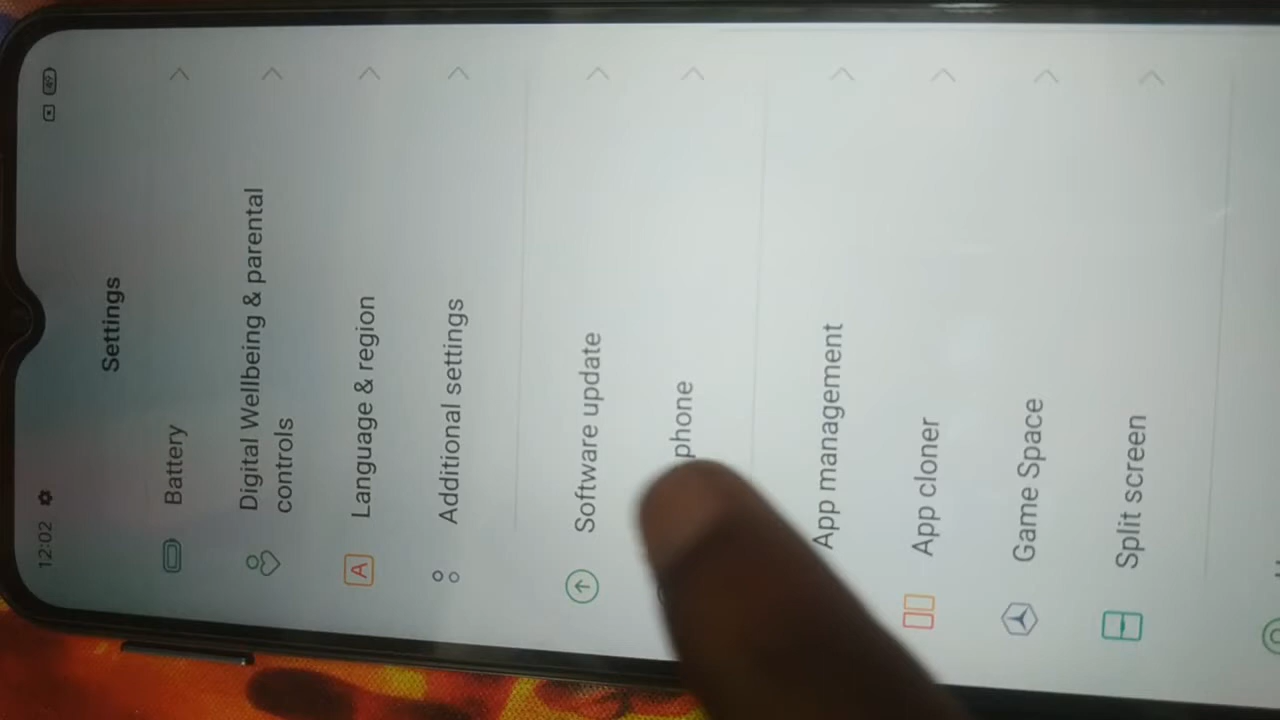 12:02
Settings
Battery
Digital Wellbeing & parental
controls
Language & region
Additional settings
Software update
phone
App management
App cloner
Game Space
Split screen